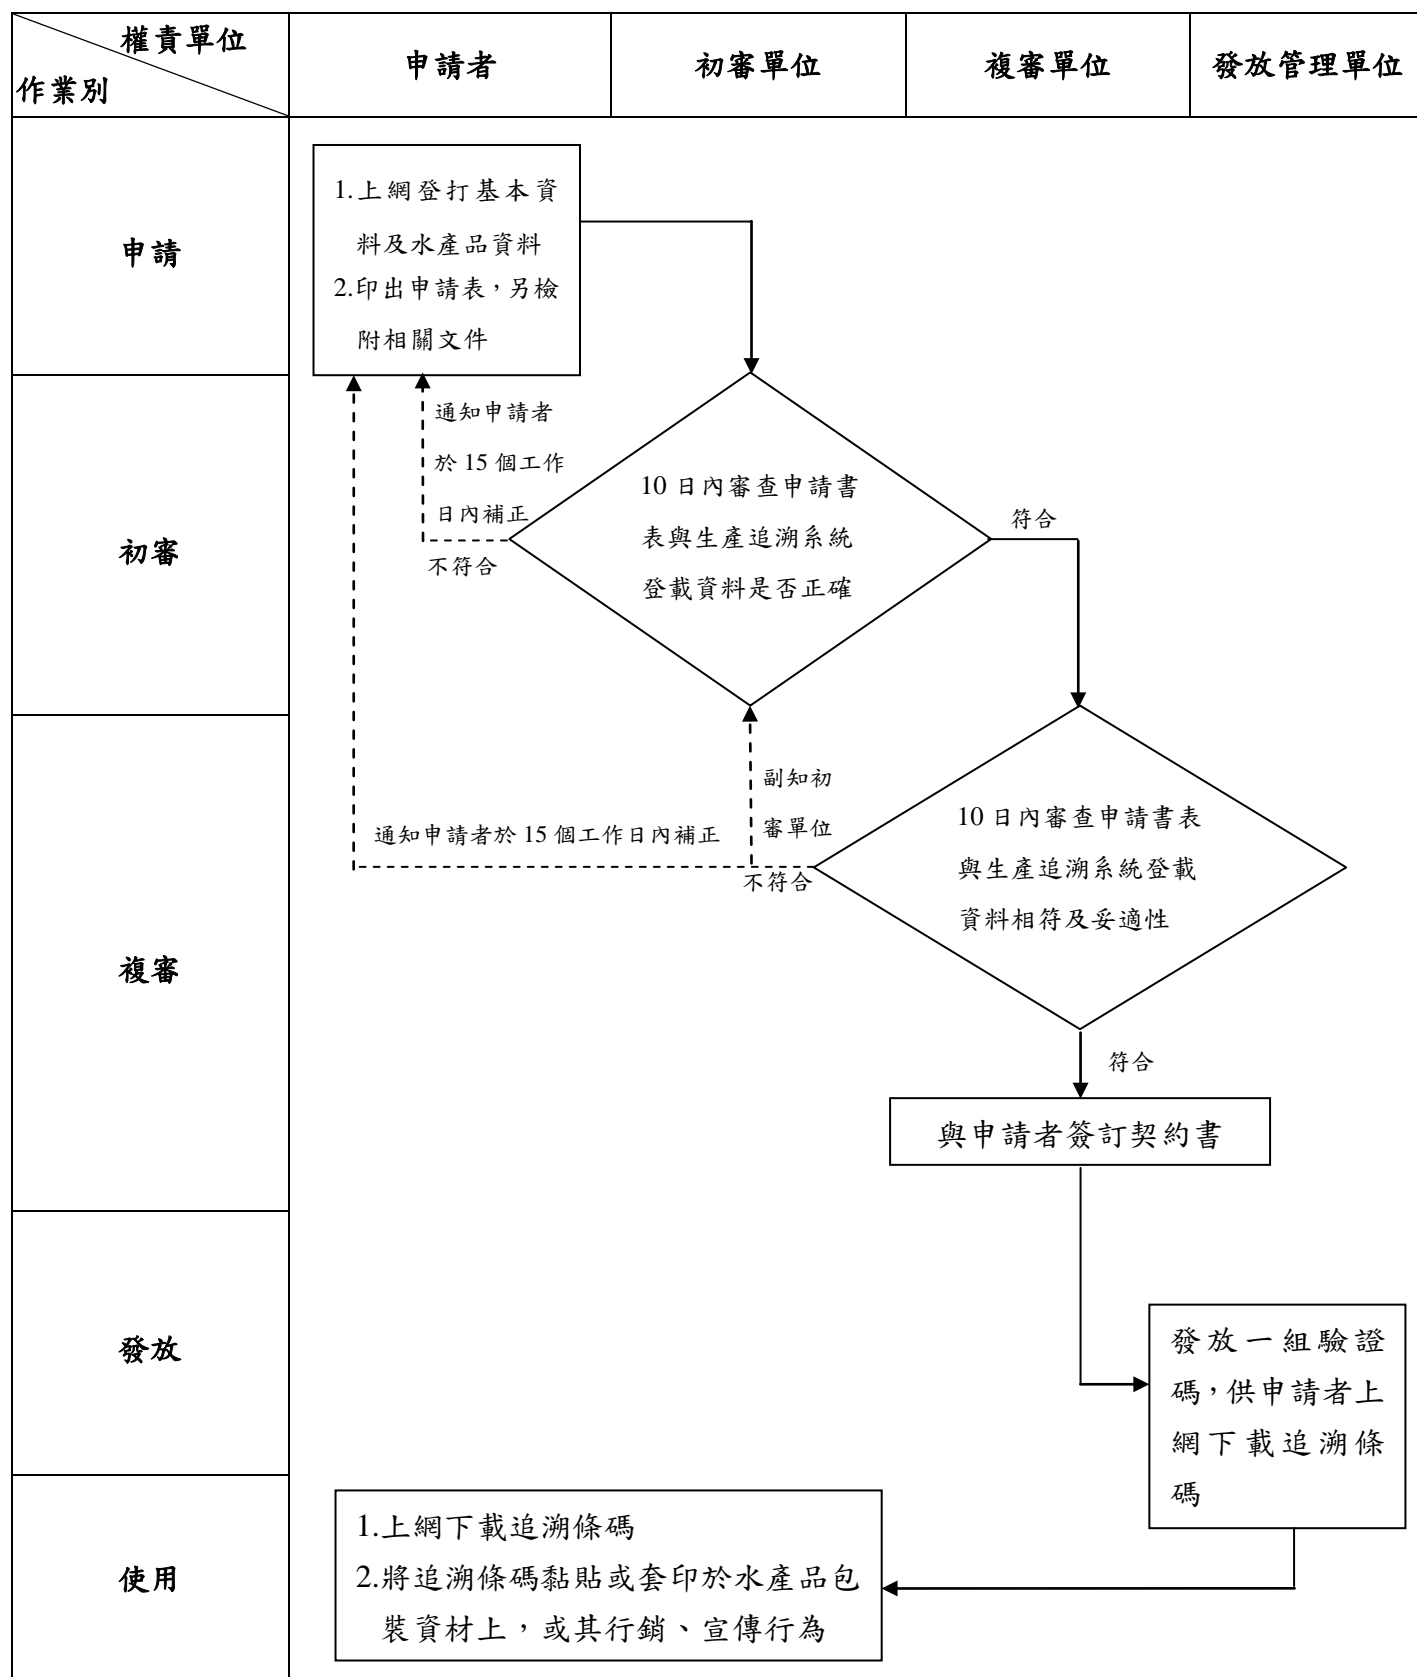 權責單位
作業別
申請者
初審單位
複審單位
發放管理單位
申請
1.上網登打基本資
料及水產品資料
2.印出申請表，另檢
附相關文件
初審
通知申請者
於 15 個工作
日內補正
不符合
10 日內審查申請書
表與生產追溯系統
登載資料是否正確
符合
複審
副知初
審單位
通知申請者於 15 個工作日內補正
不符合
10 日內審查申請書表
與生產追溯系統登載
資料相符及妥適性
符合
與申請者簽訂契約書
發放
發放一組驗證
碼，供申請者上
網下載追溯條
碼
使用
1.上網下載追溯條碼
2.將追溯條碼黏貼或套印於水產品包
裝資材上，或其行銷、宣傳行為